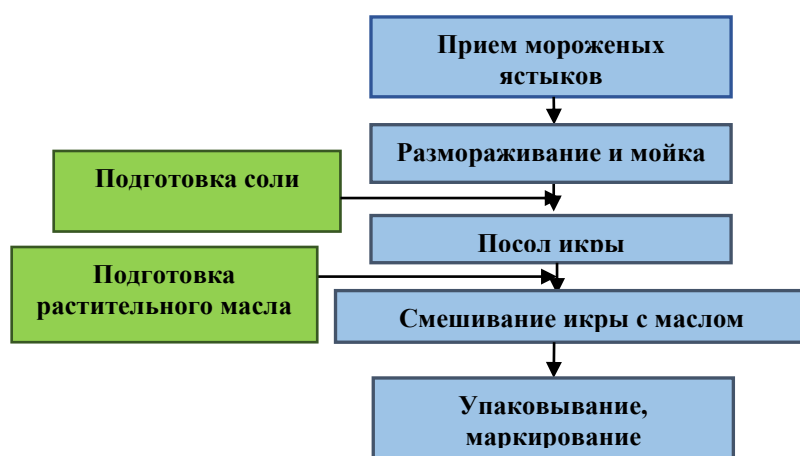 Прием мороженых
ястыков
Размораживание и мойка
Подготовка соли
Посол икры
Подготовка
растительного масла
Смешивание икры с маслом
Упаковывание,
маркирование